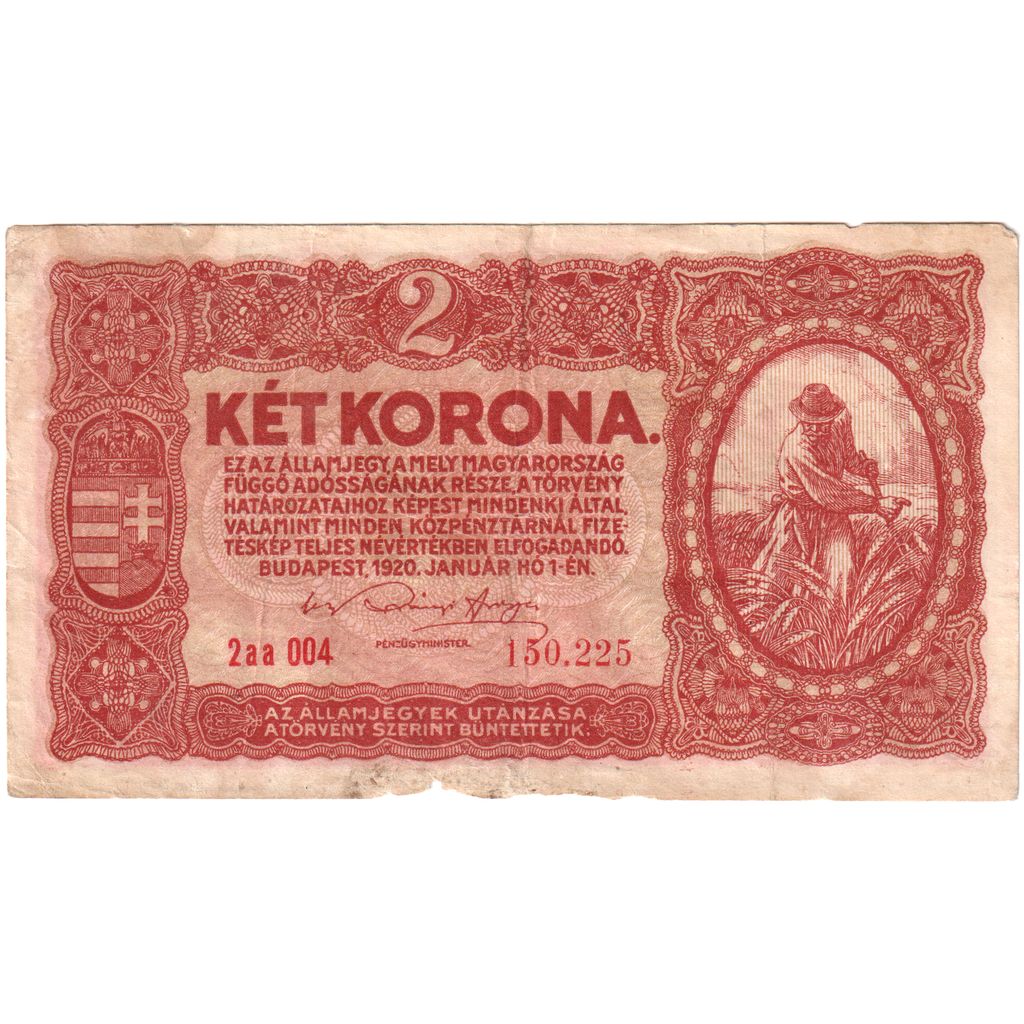 2
KÉT KORONA.
EZ AZ ÁLLAMJEGY, A MELY MAGYARORSZÁG
FÜGGŐ ADÓSSÁGÁNAK RÉSZE, A TÖRVÉNY
HATÁROZATAIHOZ KÉPEST MINDENKI ÁLTAL,
VALAMINT MINDEN KÖZPÉNZTÁRNÁL FIZE-
TÉSKÉP TELJES NÉVÉRTÉKBEN ELFOGADANDÓ.
BUDAPEST, 1920. JANUÁR HÓ 1-ÉN.
PÉNZÜGYMINISTER.
2aa 004 150.225
AZ ÁLLAMJEGYEK UTÁNZÁSA
A TÖRVÉNY SZERINT BÜNTETTETIK.